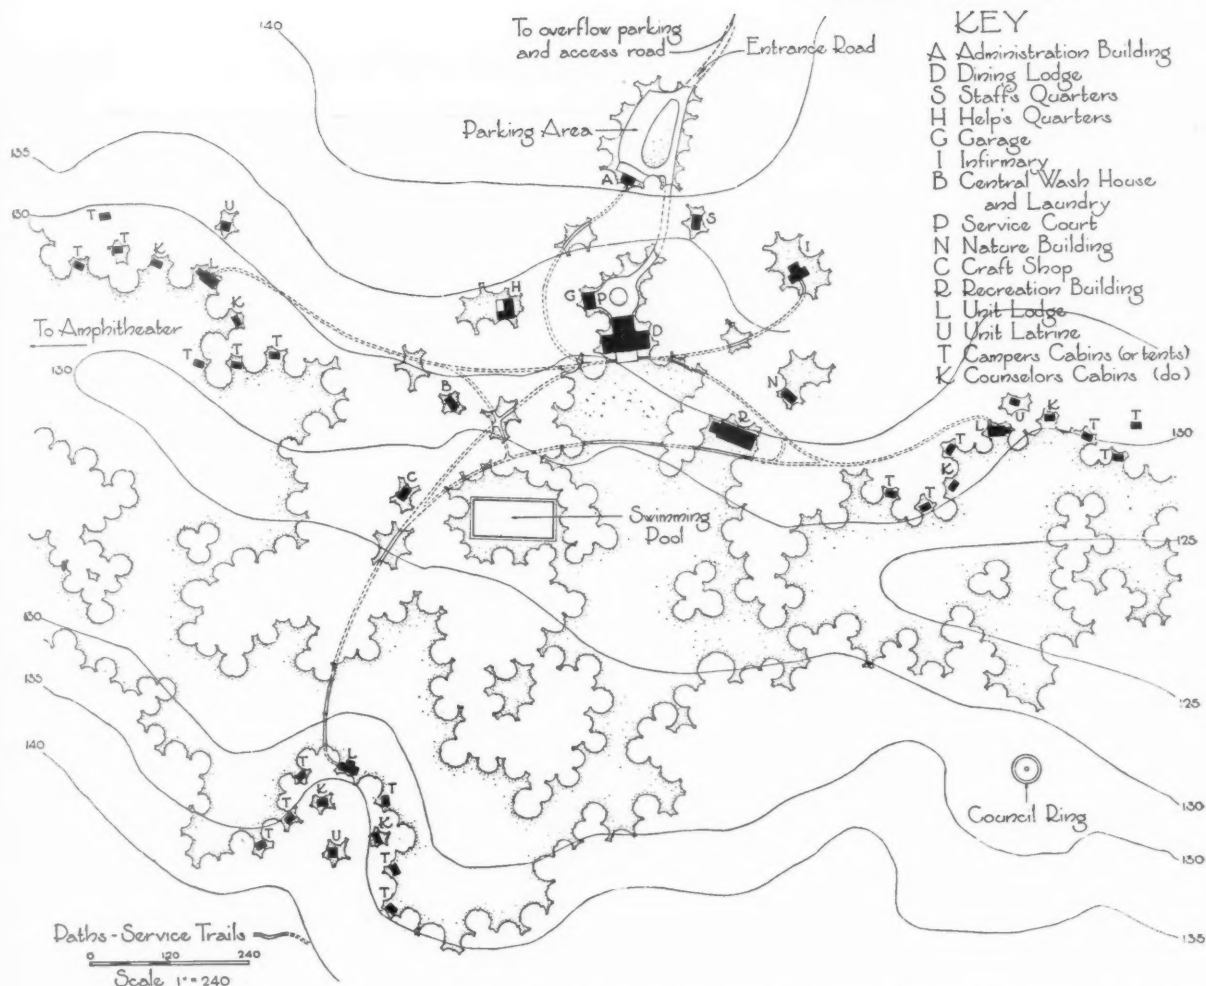 To overflow parking
and access road
Entrance Road
Parking Area
KEY
A Administration Building
D Dining Lodge
S Staff's Quarters
H Help's Quarters
G Garage
I Infirmary
B Central Wash House
and Laundry
P Service Court
N Nature Building
C Craft Shop
R Recreation Building
L Unit Lodge
U Unit Latrine
T Campers Cabins (or tents)
K Counselors Cabins (do)
140
135
130
A
S
I
U
T
T
T
K
L
K
T
T
T
H
G
P
D
To Amphitheater
130
B
N
R
C
L
U
K
T
T
T
130
T
K
T
T
Swimming
Pool
125
125
130
135
140
L
T
K
T
T
U
T
K
T
T
Council Ring
130
130
135
Paths - Service Trails
0 120 240
Scale 1" = 240